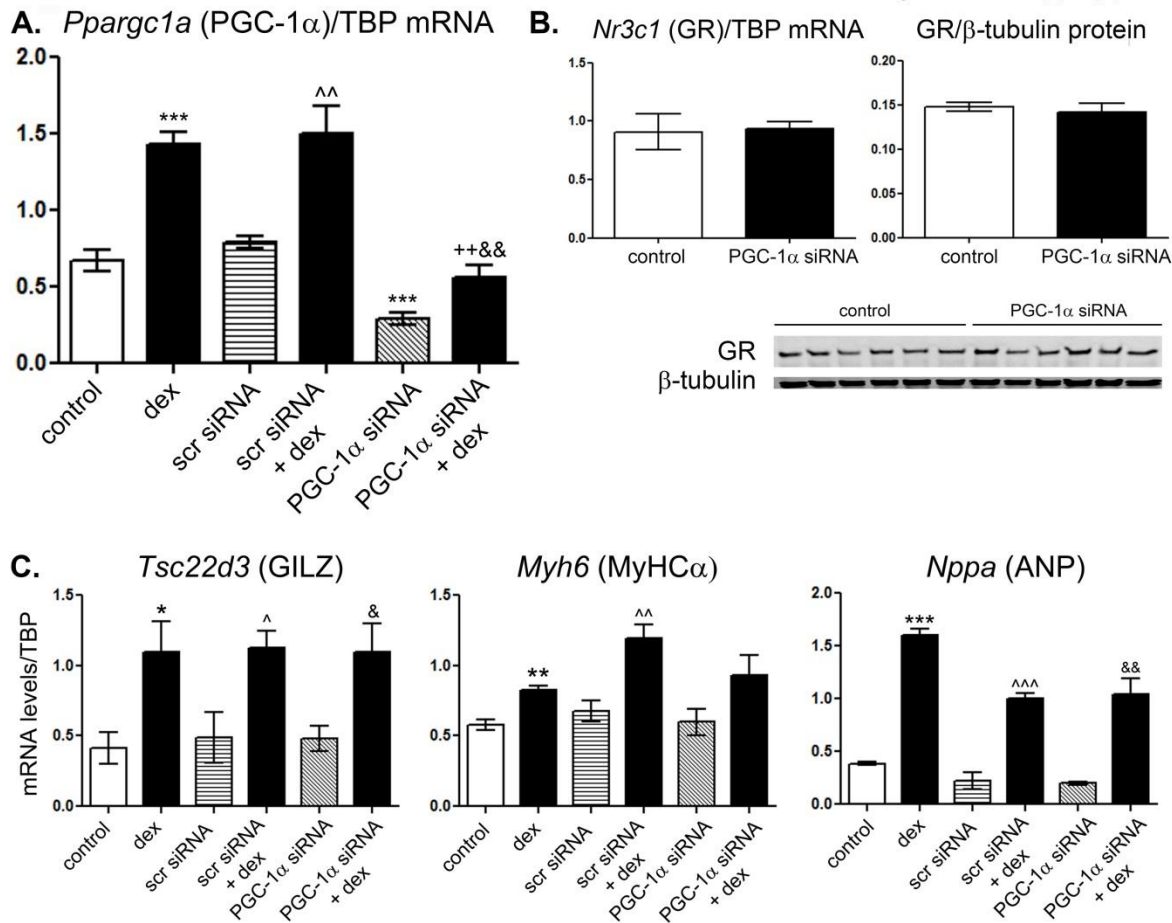 A. Ppargc1a (PGC-1α)/TBP mRNA
2.0
1.5
1.0
0.5
0.0
***
^^
***
++&&
control
dex
scr siRNA
scr siRNA
+ dex
PGC-1α siRNA
PGC-1α siRNA
+ dex
B. Nr3c1 (GR)/TBP mRNA
1.5
1.0
0.5
0.0
control
PGC-1α siRNA
GR/β-tubulin protein
0.20
0.15
0.10
0.05
0.00
control
PGC-1α siRNA
control
PGC-1α siRNA
GR
β-tubulin
C.
Tsc22d3 (GILZ)
mRNA levels/TBP
1.5
1.0
0.5
0.0
*
^
&
control
dex
scr siRNA
scr siRNA
+ dex
PGC-1α siRNA
PGC-1α siRNA
+ dex
Myh6 (MyHCα)
1.5
1.0
0.5
0.0
**
^^
control
dex
scr siRNA
scr siRNA
+ dex
PGC-1α siRNA
PGC-1α siRNA
+ dex
Nppa (ANP)
2.0
1.5
1.0
0.5
0.0
***
^^^
&&
control
dex
scr siRNA
scr siRNA
+ dex
PGC-1α siRNA
PGC-1α siRNA
+ dex